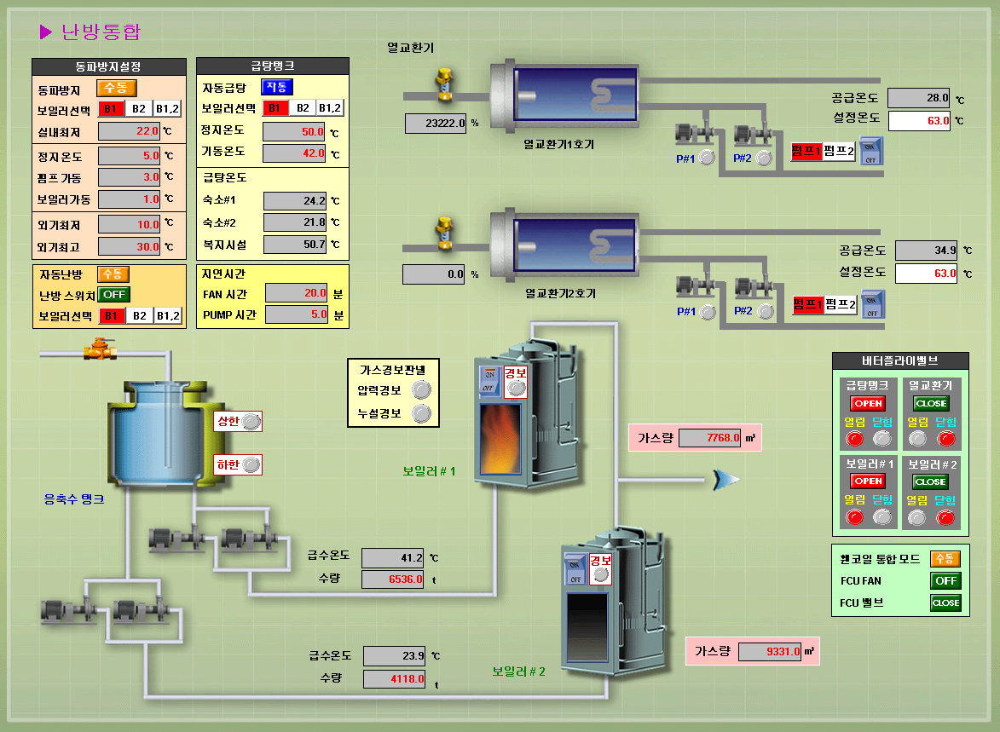 ▶ 난방통합
동파방지설정
동파방지 수동
보일러선택 B1 B2 B1,2
실내최저 22.0 ℃
정지온도 5.0 ℃
펌프가동 3.0 ℃
보일러가동 1.0 ℃
외기최저 10.0 ℃
외기최고 30.0 ℃
자동난방 수동
난방 스위치 OFF
보일러선택 B1 B2 B1,2
급탕탱크
자동급탕 자동
보일러선택 B1 B2 B1,2
정지온도 50.0 ℃
기동온도 42.0 ℃
급탕온도
숙소#1 24.2 ℃
숙소#2 21.8 ℃
복지시설 50.7 ℃
지연시간
FAN 시간 20.0 분
PUMP 시간 5.0 분
열교환기
23222.0 %
열교환기1호기
P#1 P#2
펌프1 펌프2 ON OFF
공급온도 28.0 ℃
설정온도 63.0 ℃
0.0 %
열교환기2호기
P#1 P#2
펌프1 펌프2 ON OFF
공급온도 34.9 ℃
설정온도 63.0 ℃
가스경보판넬
압력경보
누설경보
ON OFF 경보
보일러 # 1
가스량 7768.0 m³
상한
하한
응축수 탱크
급수온도 41.2 ℃
수량 6536.0 t
급수온도 23.9 ℃
수량 4118.0 t
ON OFF 경보
보일러 # 2
가스량 9331.0 m³
버터플라이밸브
급탕탱크 열교환기
OPEN CLOSE
열림 닫힘 열림 닫힘
보일러# 1 보일러# 2
OPEN CLOSE
열림 닫힘 열림 닫힘
휀코일 통합 모드 수동
FCU FAN OFF
FCU 밸브 CLOSE